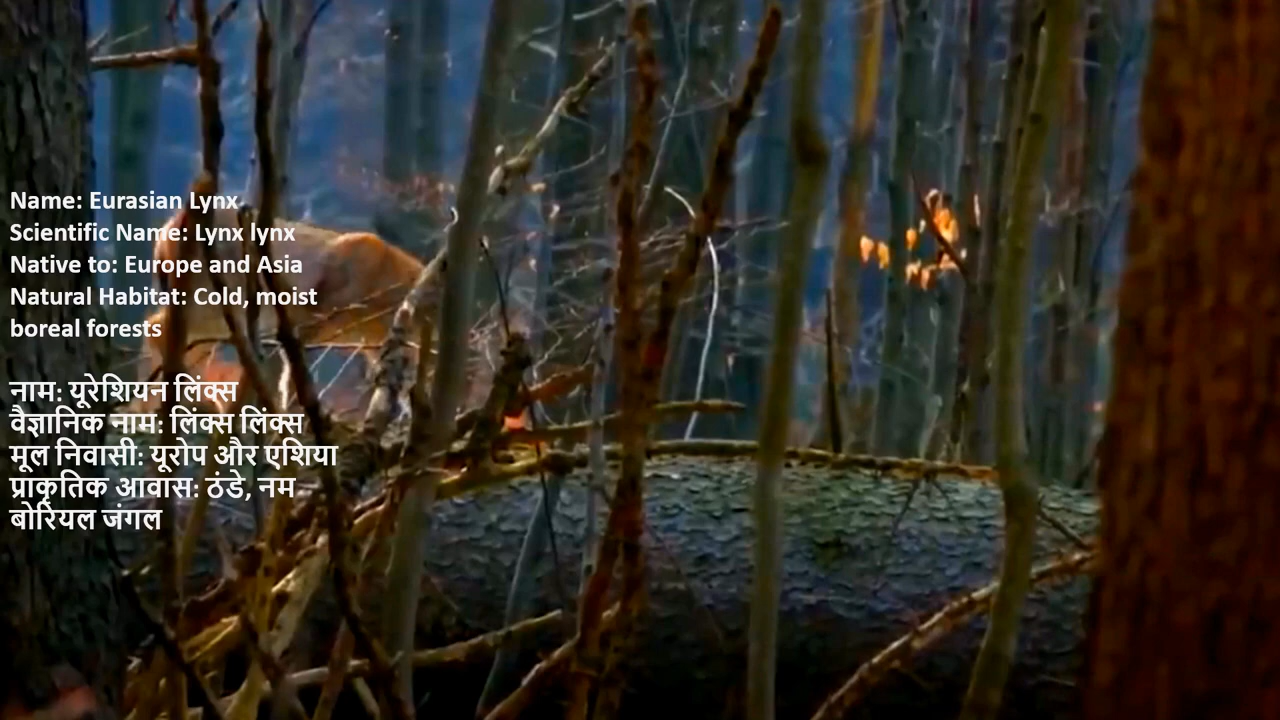 Name: Eurasian Lynx
Scientific Name: Lynx lynx
Native to: Europe and Asia
Natural Habitat: Cold, moist
boreal forests
नाम: यूरेशियन लिंक्स
वैज्ञानिक नाम: लिंक्स लिंक्स
मूल निवासी: यूरोप और एशिया
प्राकृतिक आवास: ठंडे, नम
बोरियल जंगल